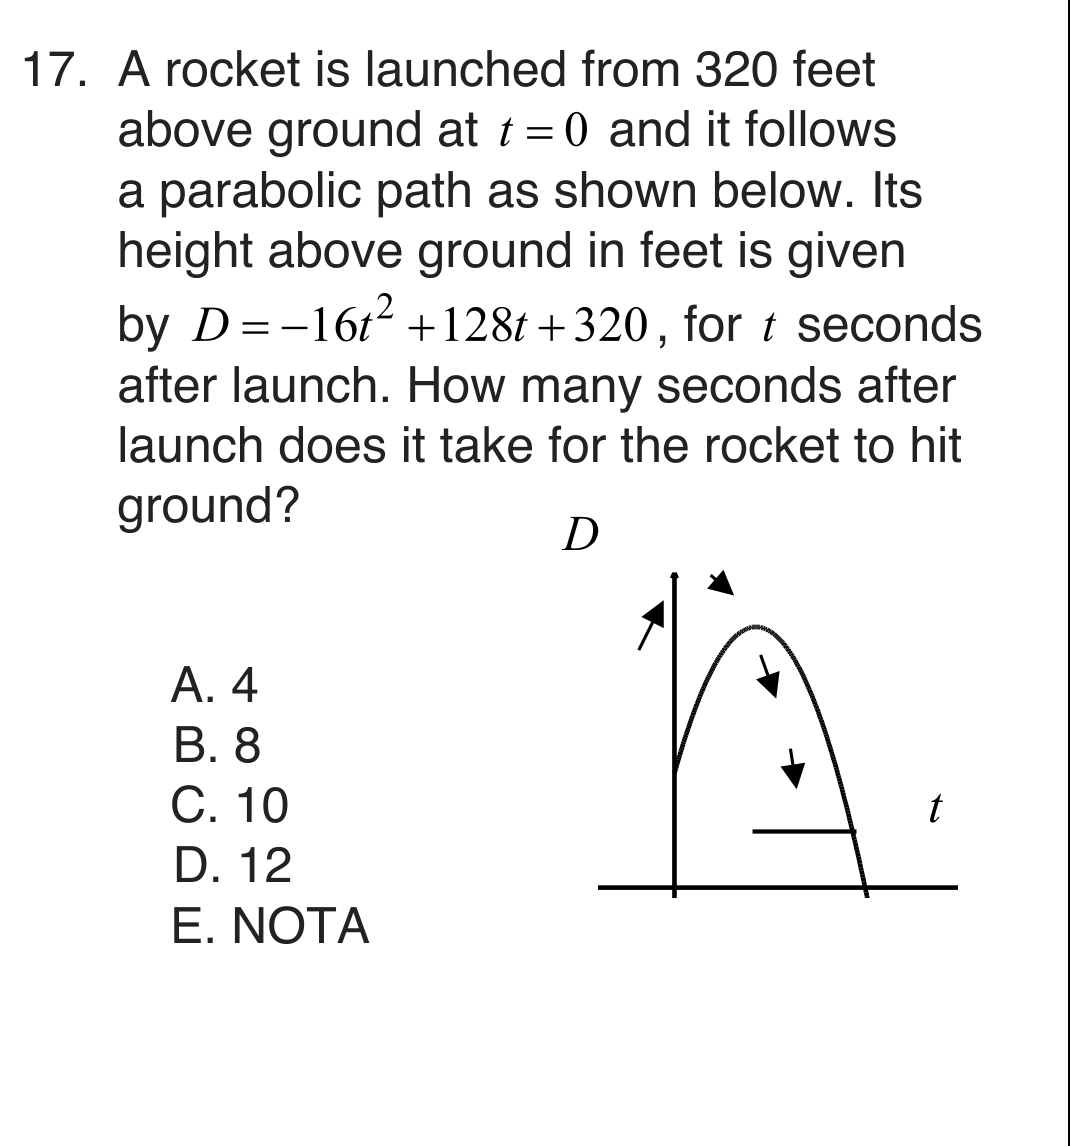 17. A rocket is launched from 320 feet
above ground at t = 0 and it follows
a parabolic path as shown below. Its
height above ground in feet is given
by D = −16t² + 128t + 320, for t seconds
after launch. How many seconds after
launch does it take for the rocket to hit
ground?
D
A. 4
B. 8
C. 10
D. 12
E. NOTA
t